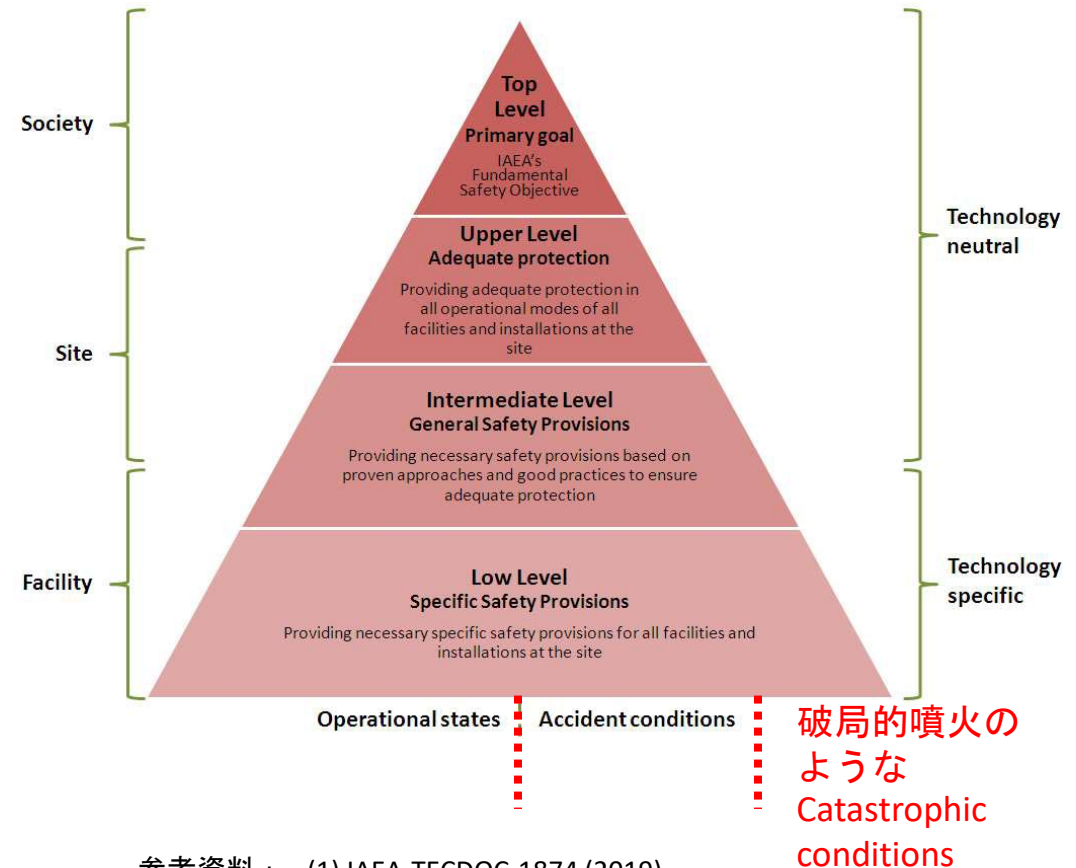 Society
Site
Facility
Top
Level
Primary goal
IAEA's
Fundamental
Safety Objective
Upper Level
Adequate protection
Providing adequate protection in
all operational modes of all
facilities and installations at the
site
Intermediate Level
General Safety Provisions
Providing necessary safety provisions based on
proven approaches and good practices to ensure
adequate protection
Low Level
Specific Safety Provisions
Providing necessary specific safety provisions for all facilities and
installations at the site
Technology
neutral
Technology
specific
Operational states
Accident conditions
破局的噴火の
ような
Catastrophic
conditions
参考資料: (1) IAEA-TECDOC-1874 (2019)